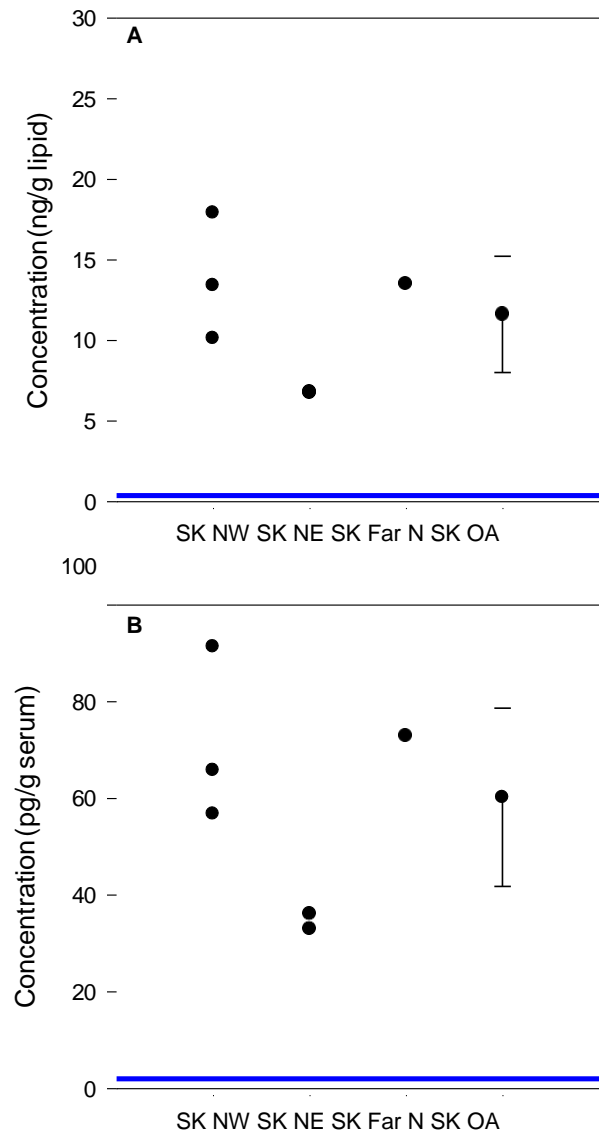 30
A
25
20
15
10
5
0
Concentration (ng/g lipid)
SK NW SK NE SK Far N SK OA
100
B
80
60
40
20
0
Concentration (pg/g serum)
SK NW SK NE SK Far N SK OA